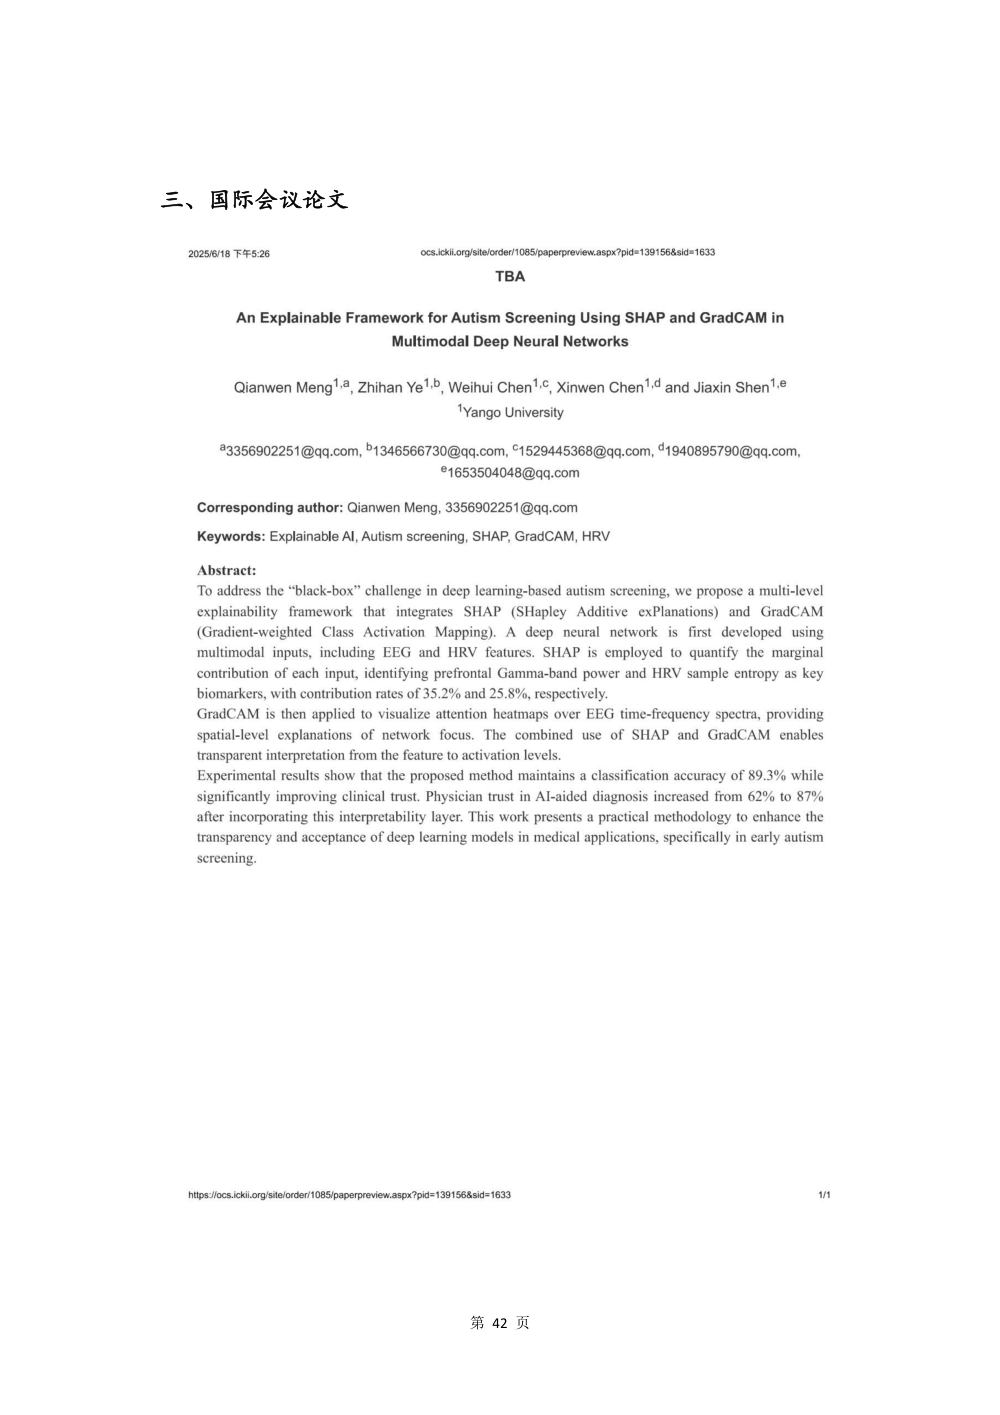 三、国际会议论文
2025/6/18 下午5:26
ocs.ickii.org/site/order/1085/paperpreview.aspx?pid=139156&sid=1633
TBA
An Explainable Framework for Autism Screening Using SHAP and GradCAM in
Multimodal Deep Neural Networks
Qianwen Meng1,a, Zhihan Ye1,b, Weihui Chen1,c, Xinwen Chen1,d and Jiaxin Shen1,e
1Yango University
a3356902251@qq.com, b1346566730@qq.com, c1529445368@qq.com, d1940895790@qq.com,
e1653504048@qq.com
Corresponding author: Qianwen Meng, 3356902251@qq.com
Keywords: Explainable AI, Autism screening, SHAP, GradCAM, HRV
Abstract:
To address the “black-box” challenge in deep learning-based autism screening, we propose a multi-level
explainability framework that integrates SHAP (SHapley Additive exPlanations) and GradCAM
(Gradient-weighted Class Activation Mapping). A deep neural network is first developed using
multimodal inputs, including EEG and HRV features. SHAP is employed to quantify the marginal
contribution of each input, identifying prefrontal Gamma-band power and HRV sample entropy as key
biomarkers, with contribution rates of 35.2% and 25.8%, respectively.
GradCAM is then applied to visualize attention heatmaps over EEG time-frequency spectra, providing
spatial-level explanations of network focus. The combined use of SHAP and GradCAM enables
transparent interpretation from the feature to activation levels.
Experimental results show that the proposed method maintains a classification accuracy of 89.3% while
significantly improving clinical trust. Physician trust in AI-aided diagnosis increased from 62% to 87%
after incorporating this interpretability layer. This work presents a practical methodology to enhance the
transparency and acceptance of deep learning models in medical applications, specifically in early autism
screening.
https://ocs.ickii.org/site/order/1085/paperpreview.aspx?pid=139156&sid=1633
1/1
第 42 页